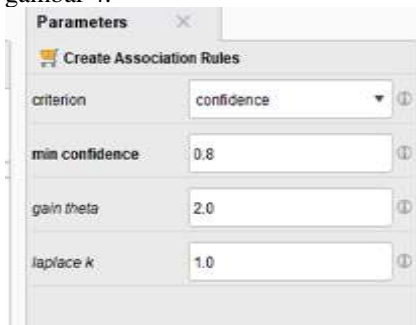 gambar 4.
Parameters ×
Create Association Rules
criterion confidence
min confidence 0.8
gain theta 2.0
laplace k 1.0